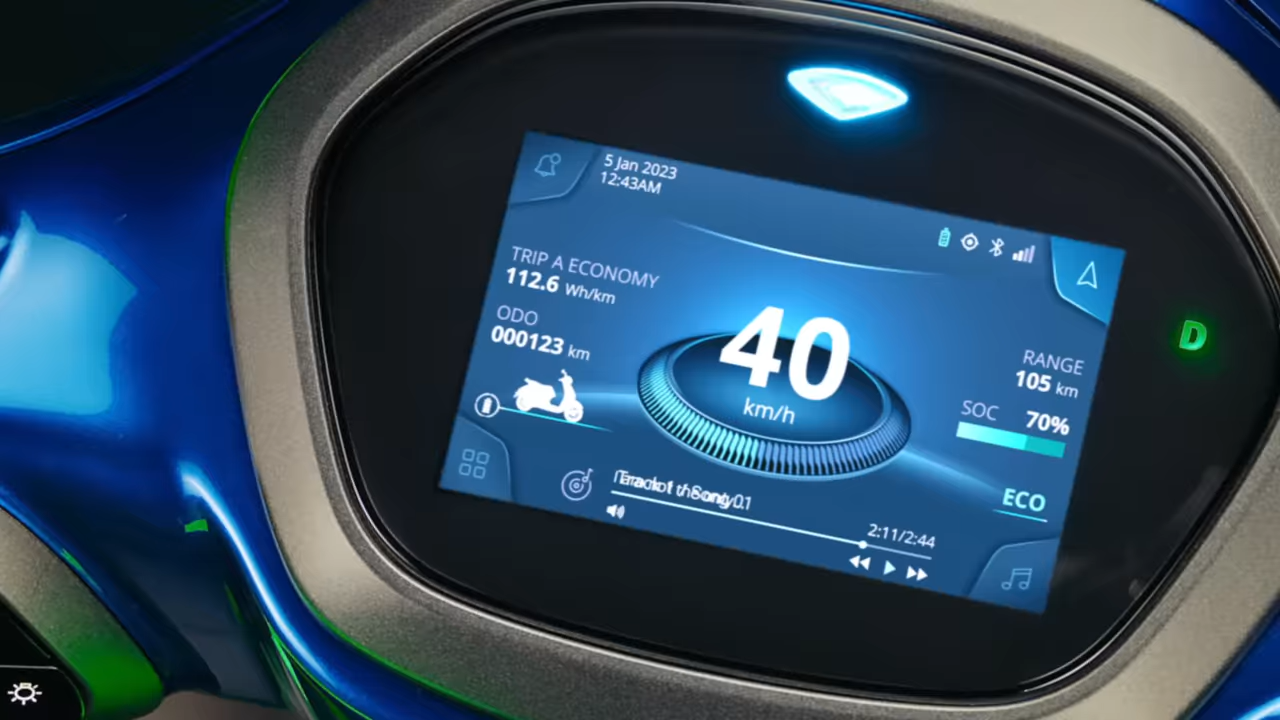 5 Jan 2023
12:43AM
TRIP A ECONOMY
112.6 Wh/km
ODO
000123 km
40
km/h
D
RANGE
105 km
SOC 70%
ECO
2:11/2:44